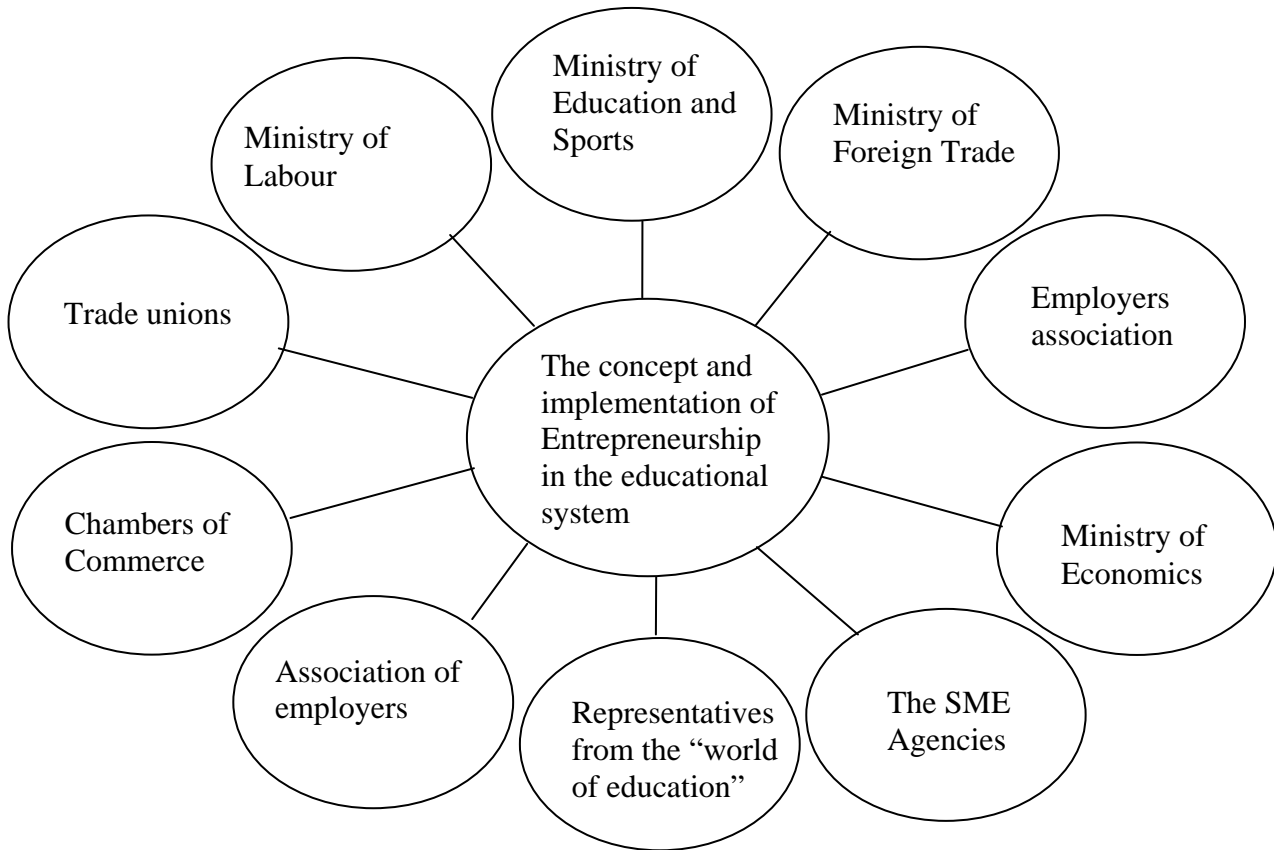 Ministry of
Education and
Sports
Ministry of
Foreign Trade
Ministry of
Labour
Employers
association
Trade unions
The concept and
implementation of
Entrepreneurship
in the educational
system
Chambers of
Commerce
Ministry of
Economics
Association of
employers
Representatives
from the “world
of education”
The SME
Agencies